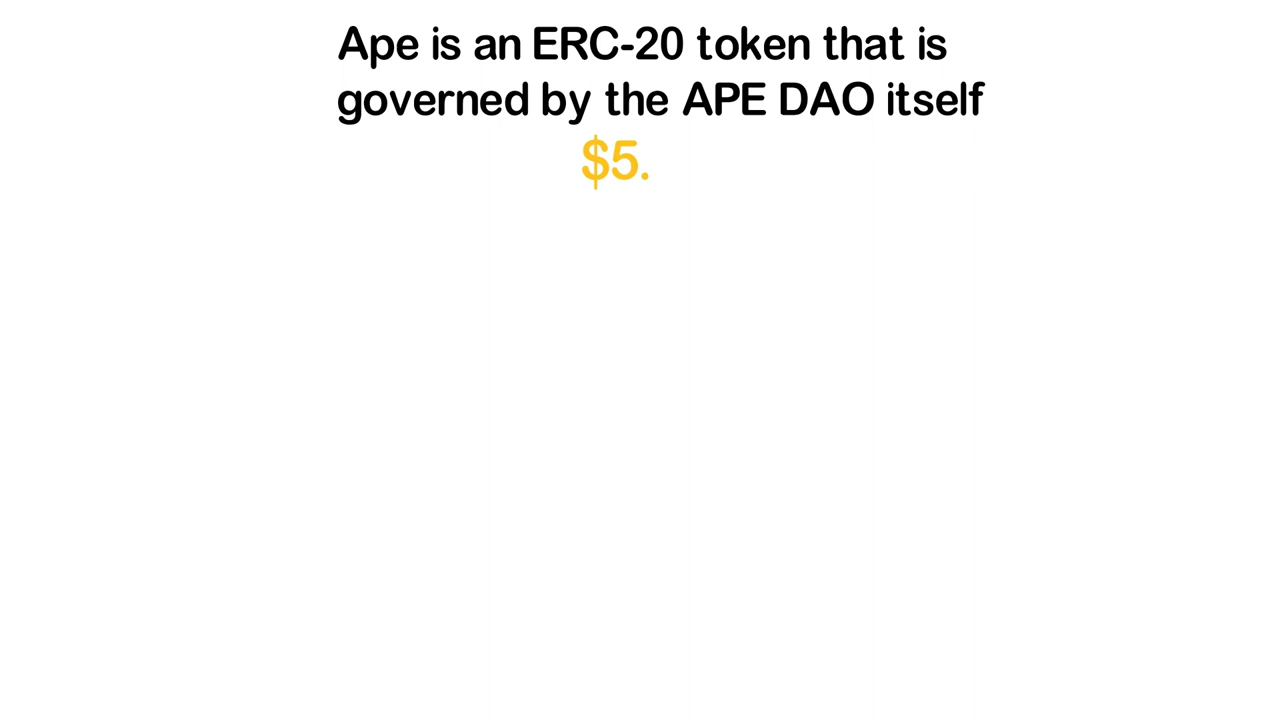 Ape is an ERC-20 token that is
governed by the APE DAO itself
$5.